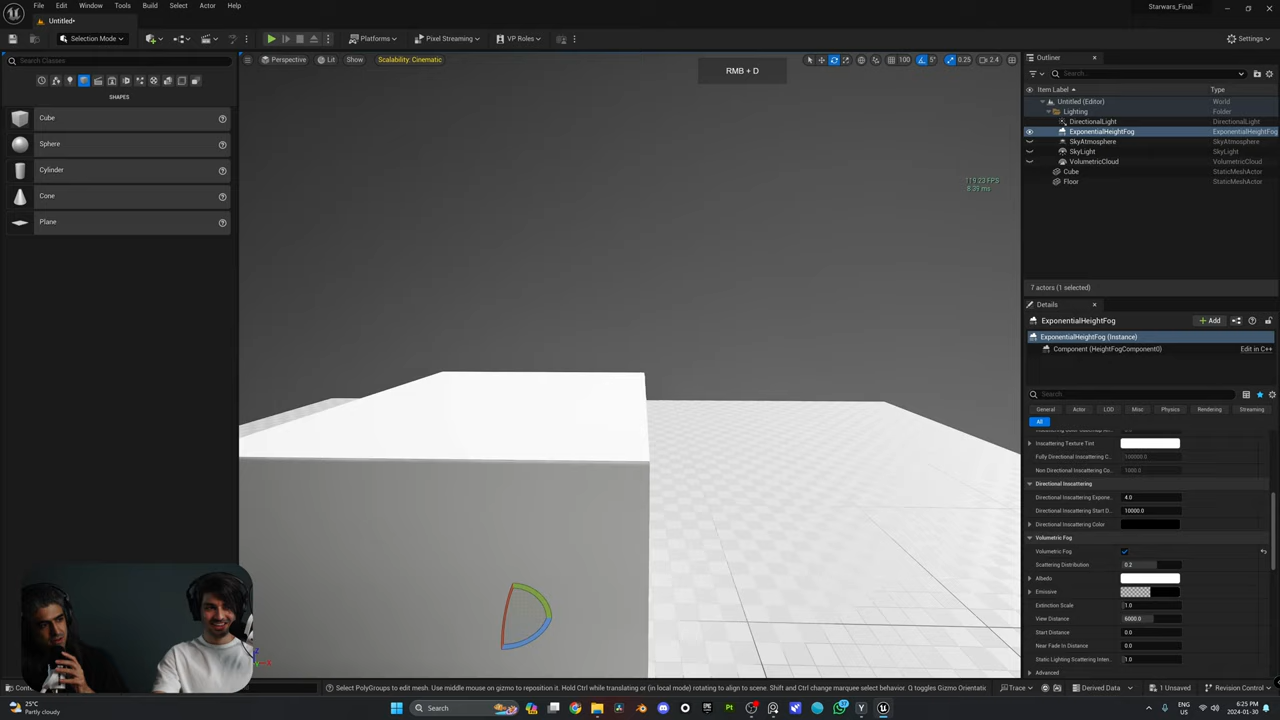 File
Edit
Window
Tools
Build
Select
Actor
Help
Starwars_Final
Untitled*
Selection Mode
Platforms
Pixel Streaming
VP Roles
Settings
Search Classes
SHAPES
Cube
Sphere
Cylinder
Cone
Plane
Perspective
Lit
Show
Scalability: Cinematic
RMB + D
100
5°
0.25
2.4
119.23 FPS
8.39 ms
Outliner
Search...
Item Label
Type
Untitled (Editor)
World
Lighting
Folder
DirectionalLight
DirectionalLight
ExponentialHeightFog
ExponentialHeightFog
SkyAtmosphere
SkyAtmosphere
SkyLight
SkyLight
VolumetricCloud
VolumetricCloud
Cube
StaticMeshActor
Floor
StaticMeshActor
7 actors (1 selected)
Details
ExponentialHeightFog
Add
ExponentialHeightFog (Instance)
Component (HeightFogComponent0)
Edit in C++
Search
General
Actor
LOD
Misc
Physics
Rendering
Streaming
All
Inscattering Texture Tint
Fully Directional Inscattering C...
100000.0
Non Directional Inscattering Co...
1000.0
Directional Inscattering
Directional Inscattering Expone...
4.0
Directional Inscattering Start D...
10000.0
Directional Inscattering Color
Volumetric Fog
Volumetric Fog
Scattering Distribution
0.2
Albedo
Emissive
Extinction Scale
1.0
View Distance
6000.0
Start Distance
0.0
Near Fade In Distance
0.0
Static Lighting Scattering Inten...
1.0
Advanced
Select PolyGroups to edit mesh. Use middle mouse on gizmo to reposition it. Hold Ctrl while translating or (in local mode) rotating to align to scene. Shift and Ctrl change marquee select behavior. Q toggles Gizmo Orientatio
Trace
Derived Data
1 Unsaved
Revision Control
25°C
Partly cloudy
Search
ENG
US
6:25 PM
2024-01-30